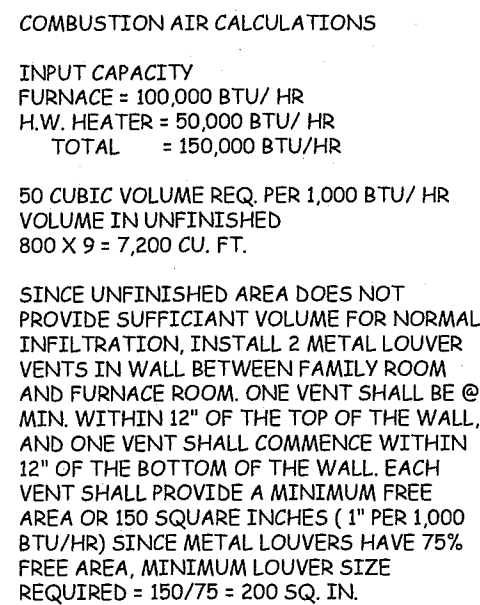 COMBUSTION AIR CALCULATIONS
INPUT CAPACITY
FURNACE = 100,000 BTU/ HR
H.W. HEATER = 50,000 BTU/ HR
TOTAL = 150,000 BTU/HR
50 CUBIC VOLUME REQ. PER 1,000 BTU/ HR
VOLUME IN UNFINISHED
800 X 9 = 7,200 CU. FT.
SINCE UNFINISHED AREA DOES NOT
PROVIDE SUFFICIANT VOLUME FOR NORMAL
INFILTRATION, INSTALL 2 METAL LOUVER
VENTS IN WALL BETWEEN FAMILY ROOM
AND FURNACE ROOM. ONE VENT SHALL BE @
MIN. WITHIN 12" OF THE TOP OF THE WALL,
AND ONE VENT SHALL COMMENCE WITHIN
12" OF THE BOTTOM OF THE WALL. EACH
VENT SHALL PROVIDE A MINIMUM FREE
AREA OR 150 SQUARE INCHES ( 1" PER 1,000
BTU/HR) SINCE METAL LOUVERS HAVE 75%
FREE AREA, MINIMUM LOUVER SIZE
REQUIRED = 150/75 = 200 SQ. IN.